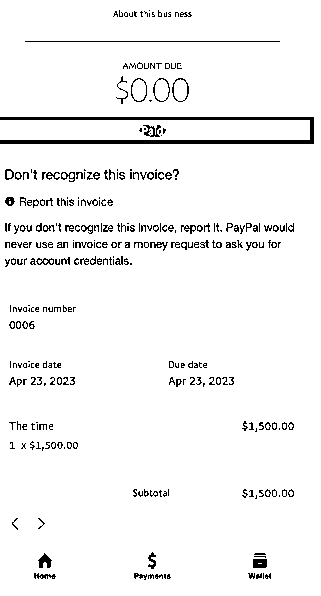 About this business
AMOUNT DUE
$0.00
Paid
Don't recognize this invoice?
Report this invoice
If you don't recognize this invoice, report it. PayPal would
never use an invoice or a money request to ask you for
your account credentials.
Invoice number
0006
Invoice date Due date
Apr 23, 2023 Apr 23, 2023
The time $1,500.00
1 x $1,500.00
Subtotal $1,500.00
Home Payments Wallet